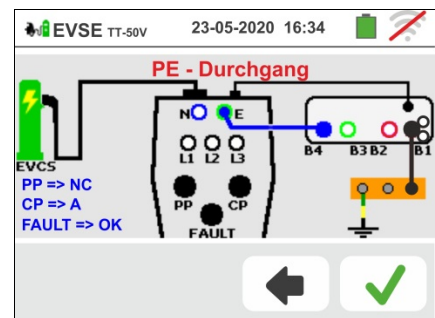 EVSE TT-50V 23-05-2020 16:34
PE - Durchgang
N E
L1 L2 L3
B4 B3 B2 B1
EVCS
PP => NC
CP => A
FAULT => OK
PP CP
FAULT